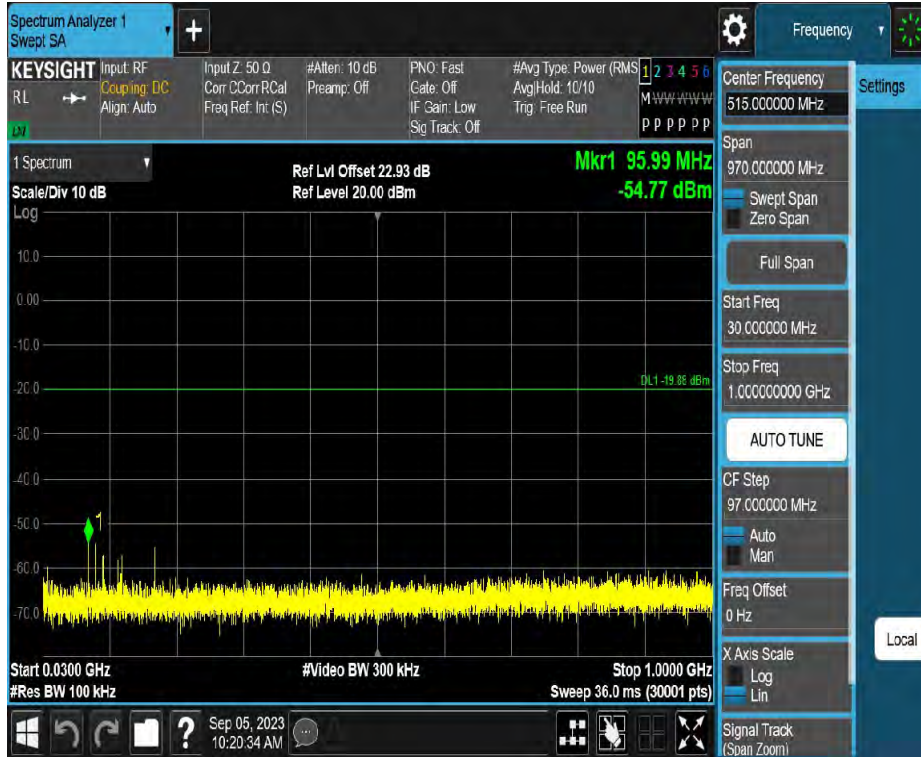 Spectrum Analyzer 1
Swept SA
+
Frequency
KEYSIGHT
RL
Input: RF
Coupling: DC
Align: Auto
Input Z: 50 Ω
Corr CCorr RCal
Freq Ref: Int (S)
#Atten: 10 dB
Preamp: Off
PNO: Fast
Gate: Off
IF Gain: Low
Sig Track: Off
#Avg Type: Power (RMS
Avg|Hold: 10/10
Trig: Free Run
1 2 3 4 5 6
M W W W W W
P P P P P P
1 Spectrum
Scale/Div 10 dB
Log
Ref Lvl Offset 22.93 dB
Ref Level 20.00 dBm
Mkr1 95.99 MHz
-54.77 dBm
10.0
0.00
-10.0
-20.0
-30.0
-40.0
-50.0
-60.0
-70.0
DL1 -19.88 dBm
1
Start 0.0300 GHz
#Res BW 100 kHz
#Video BW 300 kHz
Stop 1.0000 GHz
Sweep 36.0 ms (30001 pts)
?
Sep 05, 2023
10:20:34 AM
Center Frequency
515.000000 MHz
Span
970.000000 MHz
Swept Span
Zero Span
Full Span
Start Freq
30.000000 MHz
Stop Freq
1.000000000 GHz
AUTO TUNE
CF Step
97.000000 MHz
Auto
Man
Freq Offset
0 Hz
X Axis Scale
Log
Lin
Signal Track
(Span Zoom)
Settings
Local